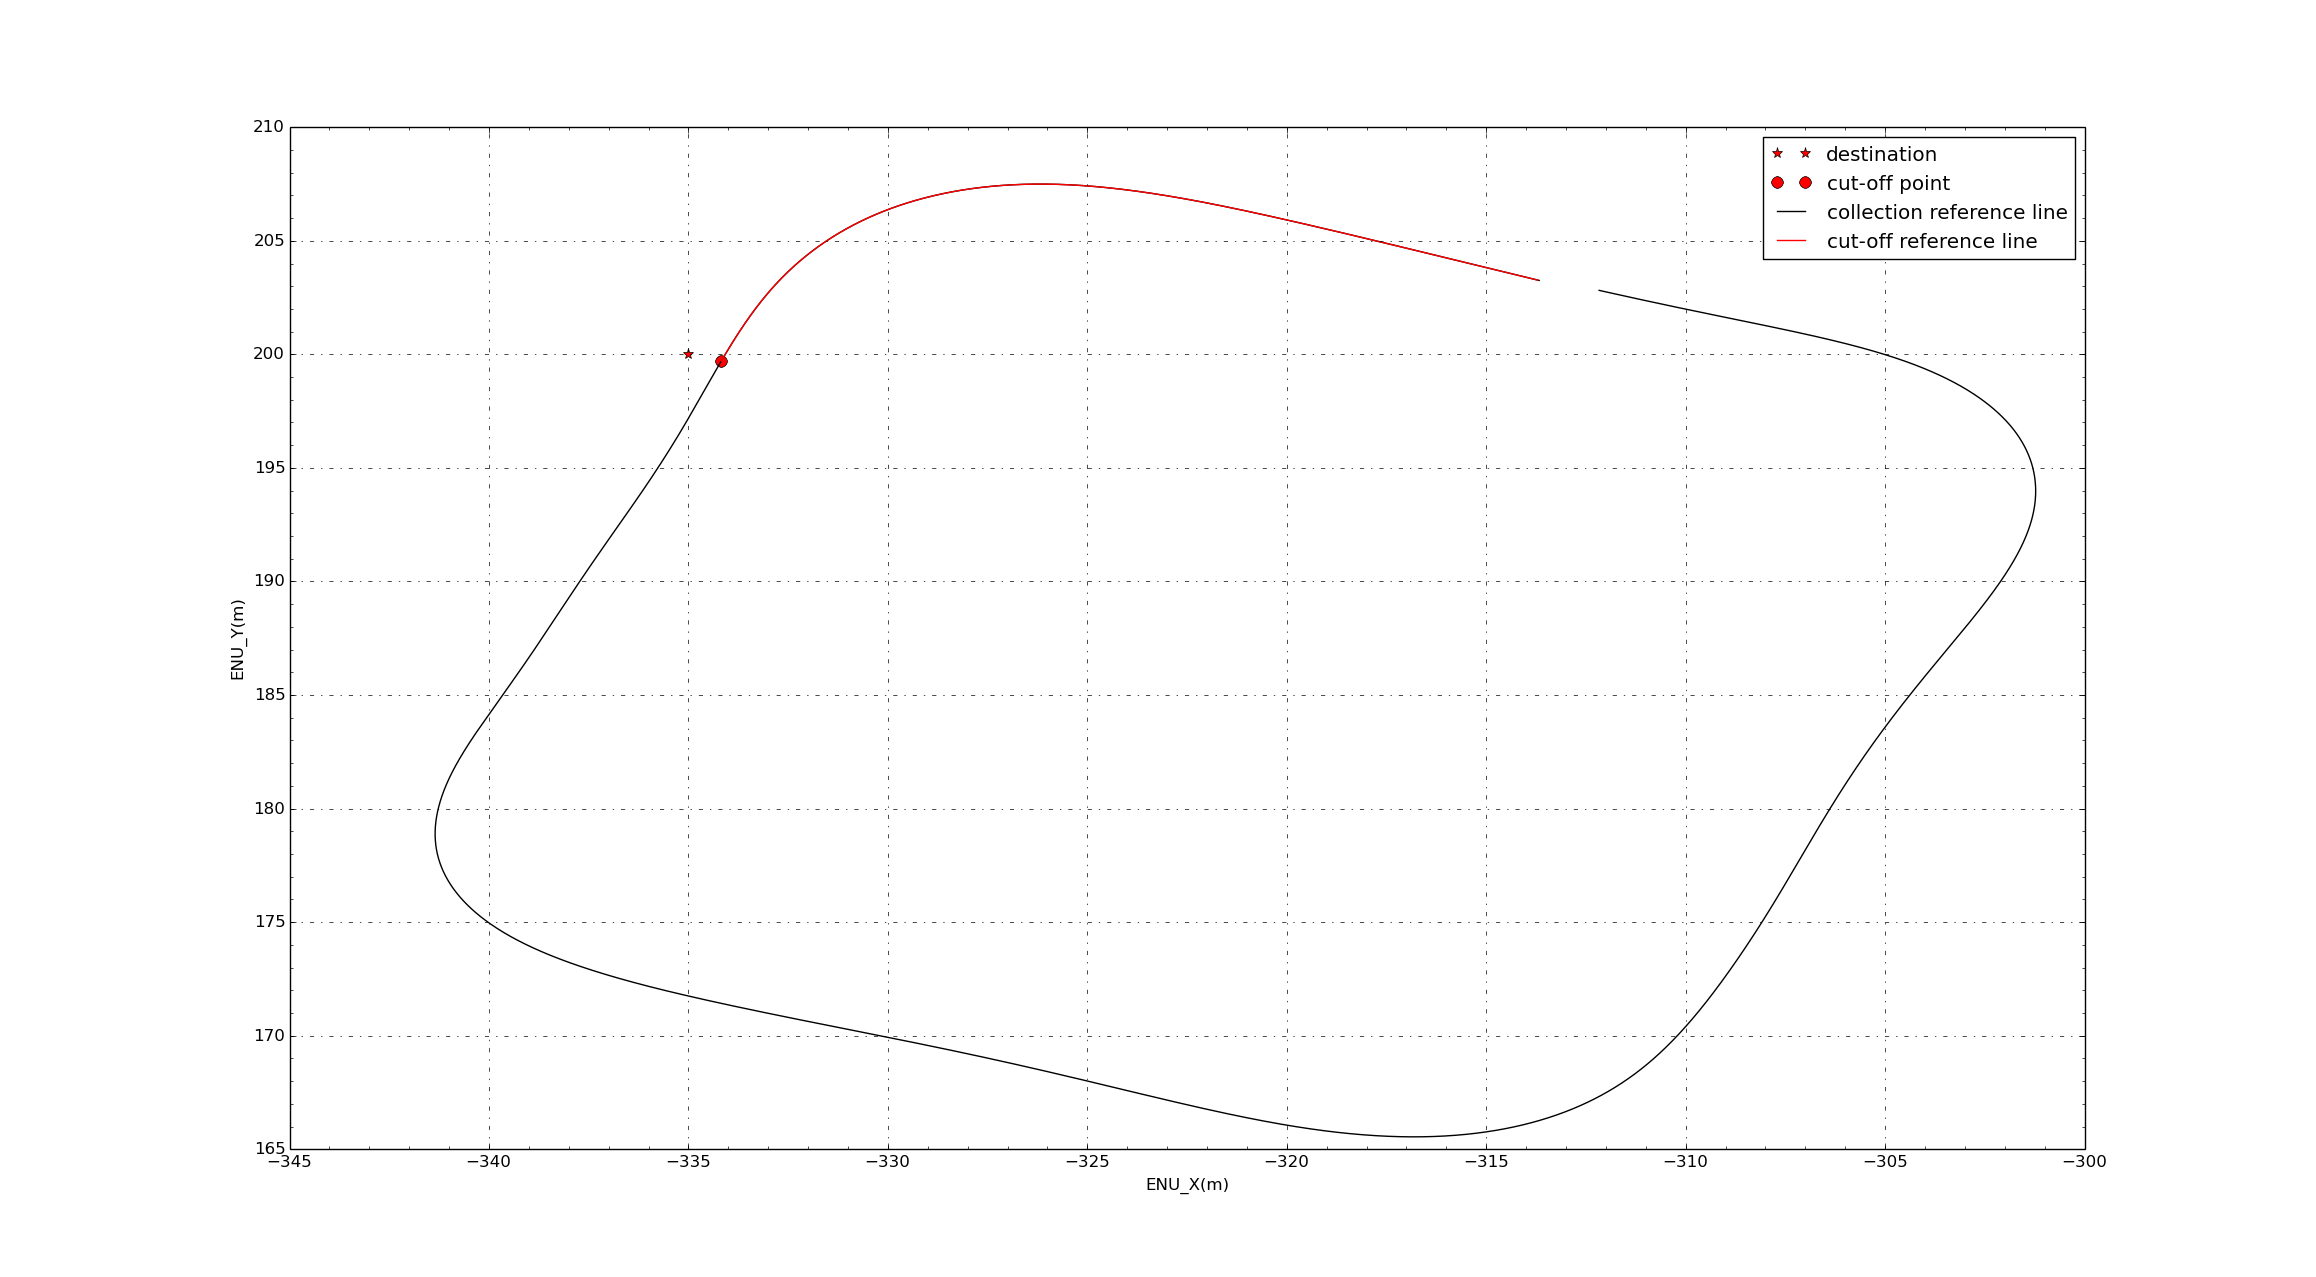 210
205
200
195
190
185
180
175
170
165
ENU_Y(m)
−345 −340 −335 −330 −325 −320 −315 −310 −305 −300
ENU_X(m)
destination
cut-off point
collection reference line
cut-off reference line